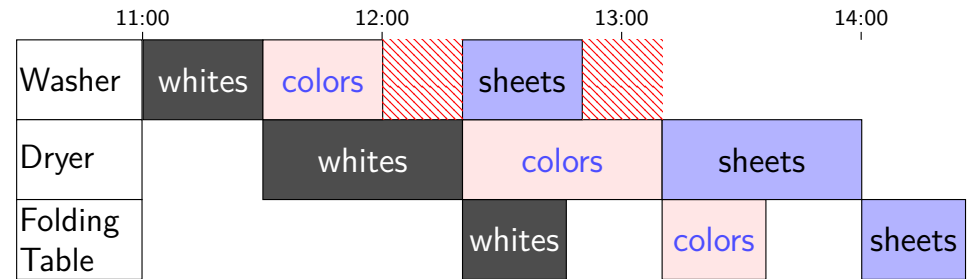 11:00 12:00 13:00 14:00
Washer whites colors sheets
Dryer whites colors sheets
Folding
Table whites colors sheets